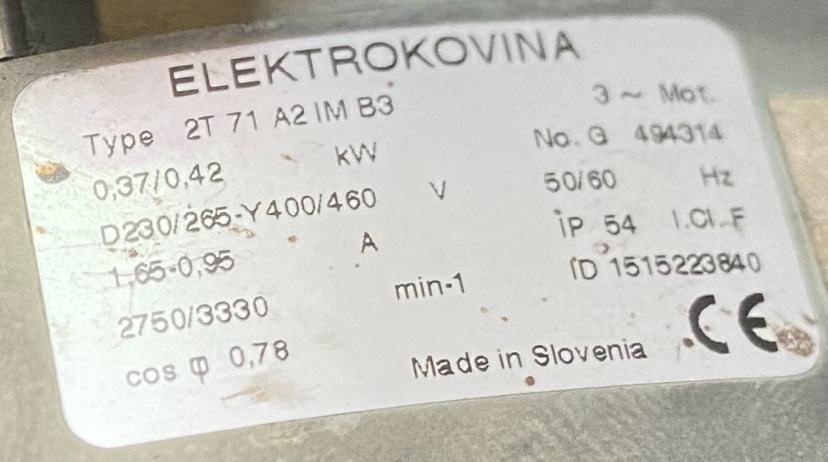 ELEKTROKOVINA
Type 2T 71 A2 IM B3 3 ~ Mot.
0,37/0,42 kW No. G 494314
D230/265-Y400/460 V 50/60 Hz
1,65-0,95 A iP 54 I.Cl.F
2750/3330 min-1 ID 1515223840
cos φ 0,78 Made in Slovenia CE